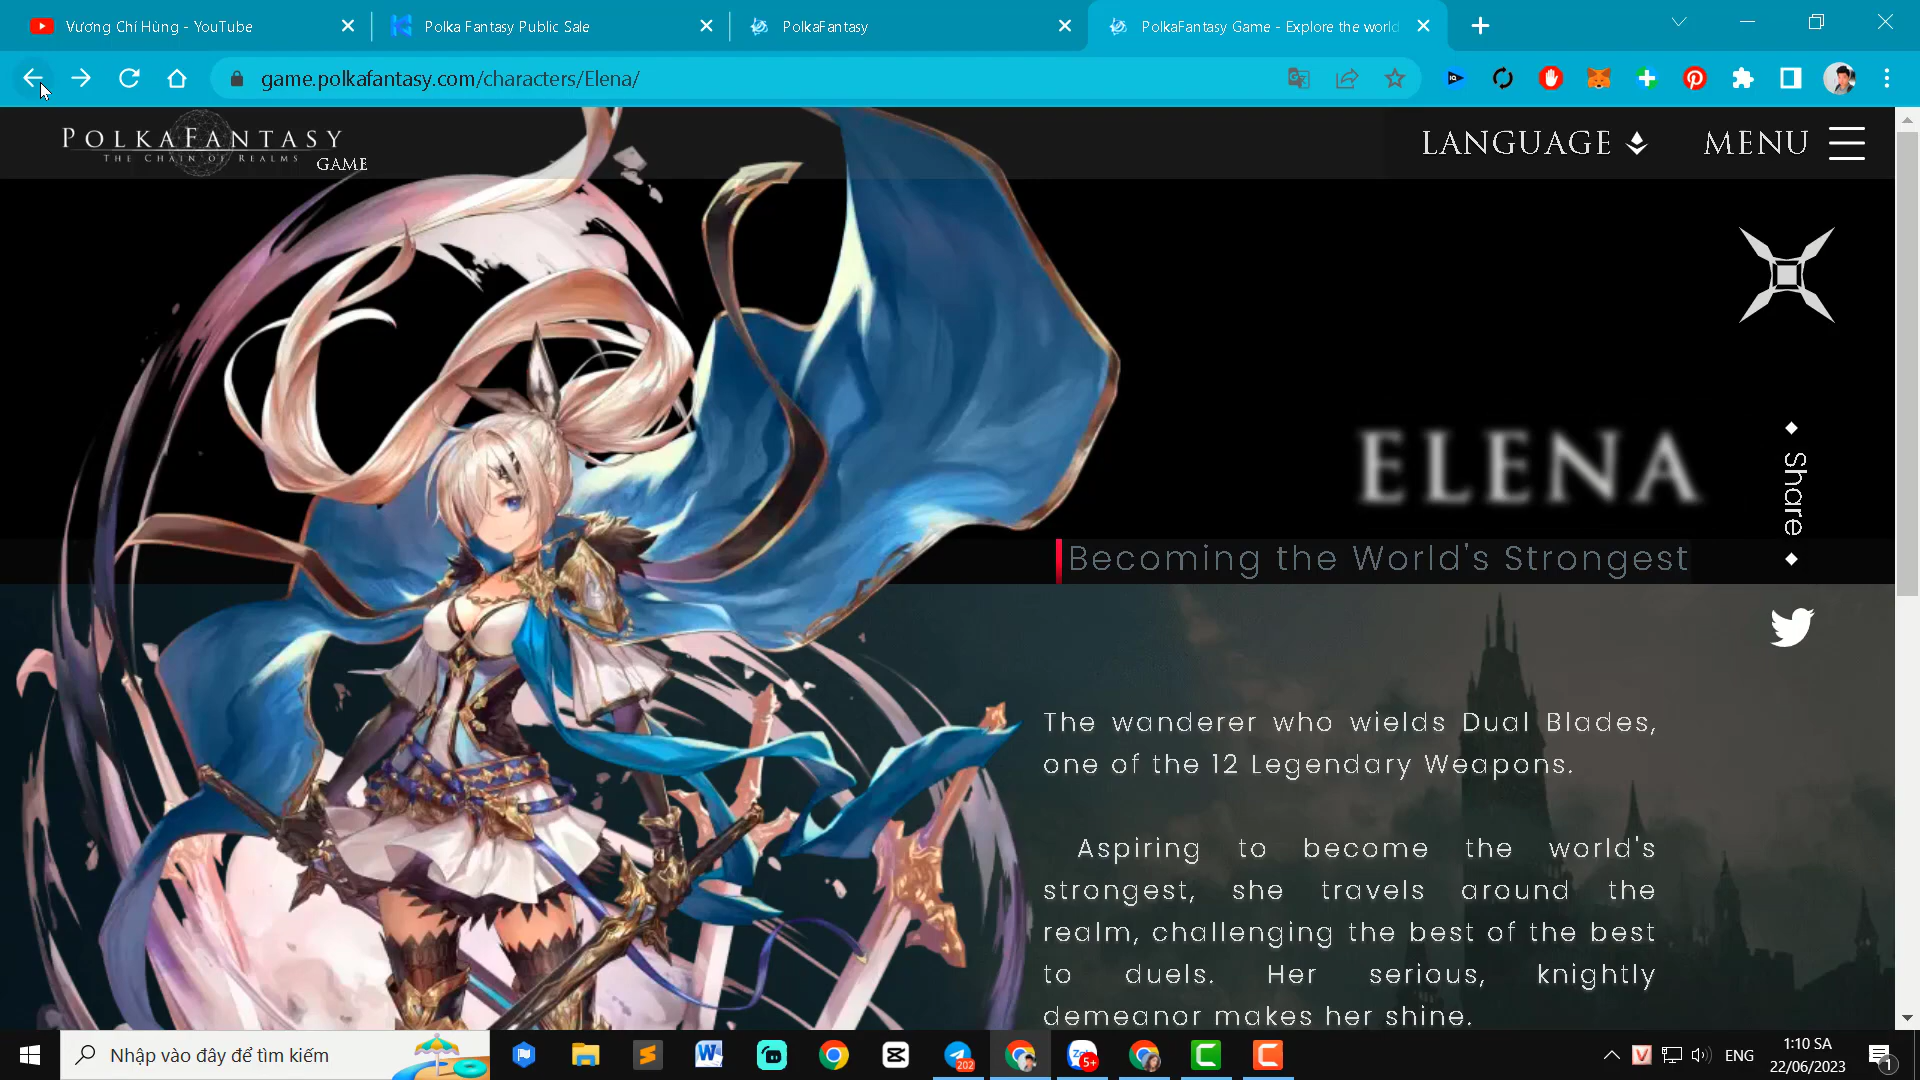 Vương Chí Hùng - YouTube
Polka Fantasy Public Sale
PolkaFantasy
PolkaFantasy Game - Explore the world
game.polkafantasy.com/characters/Elena/
POLKAFANTASY
THE CHAIN OF REALMS
GAME
LANGUAGE
MENU
ELENA
Share
Becoming the World's Strongest
The wanderer who wields Dual Blades,
one of the 12 Legendary Weapons.
Aspiring to become the world's
strongest, she travels around the
realm, challenging the best of the best
to duels. Her serious, knightly
demeanor makes her shine.
Nhập vào đây để tìm kiếm
202
5+
ENG
1:10 SA
22/06/2023
1